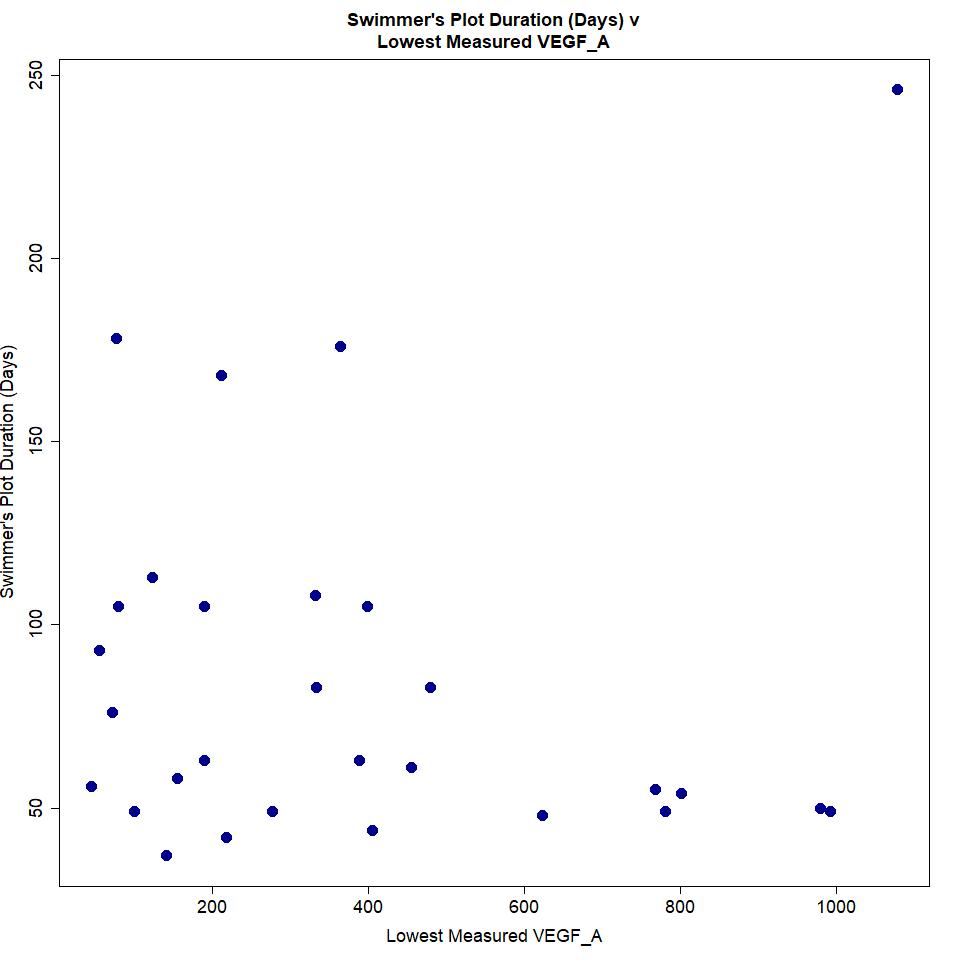 Swimmer's Plot Duration (Days) v
Lowest Measured VEGF_A
Swimmer's Plot Duration (Days)
250
200
150
100
50
200 400 600 800 1000
Lowest Measured VEGF_A